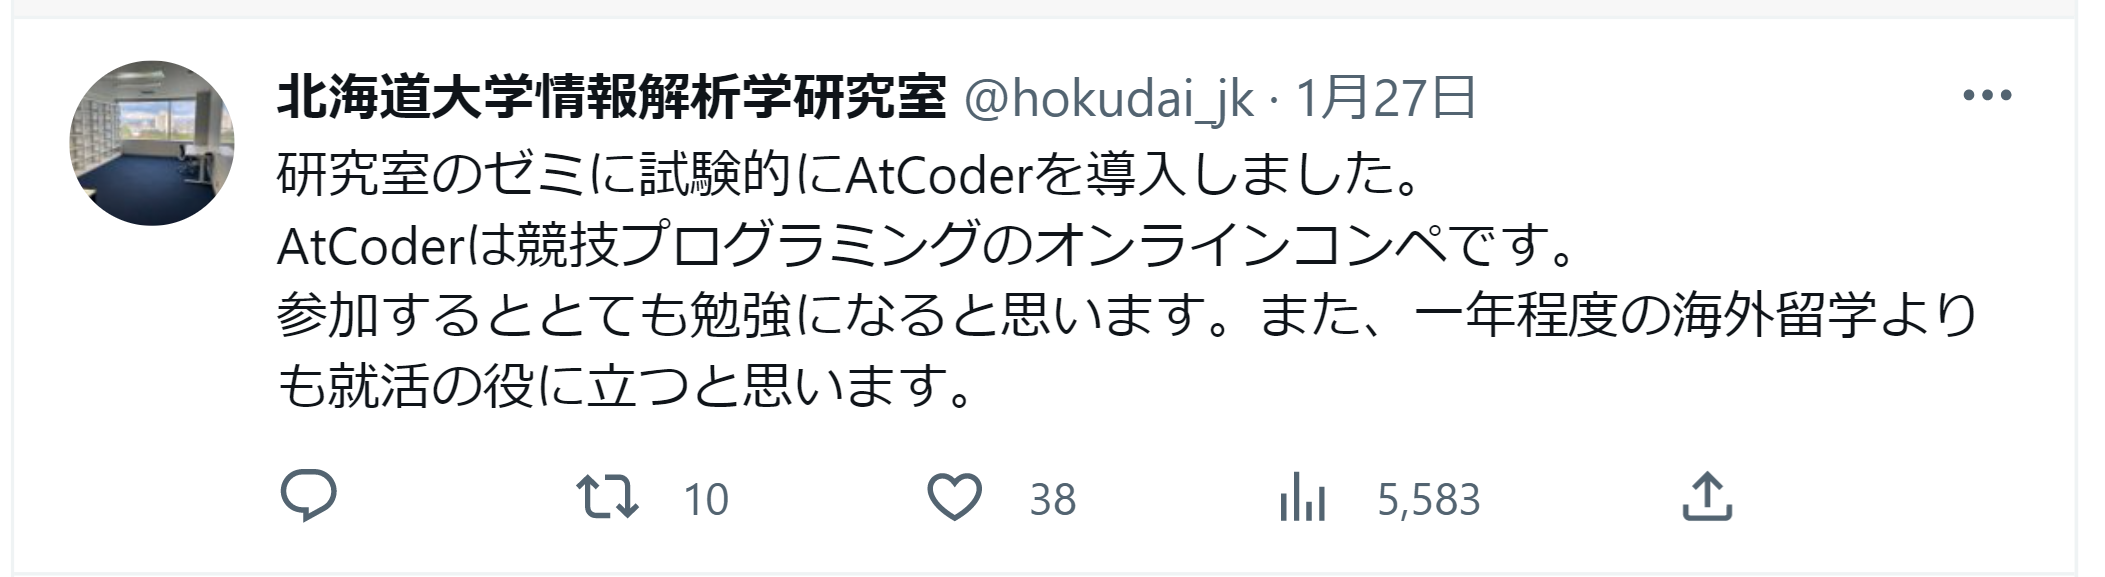 北海道大学情報解析学研究室 @hokudai_jk · 1月27日
研究室のゼミに試験的にAtCoderを導入しました。
AtCoderは競技プログラミングのオンラインコンペです。
参加するととても勉強になると思います。また、一年程度の海外留学より
も就活の役に立つと思います。
10 38 5,583